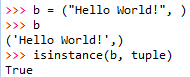 >>> b = ("Hello World!", )
>>> b
('Hello World!',)
>>> isinstance(b, tuple)
True